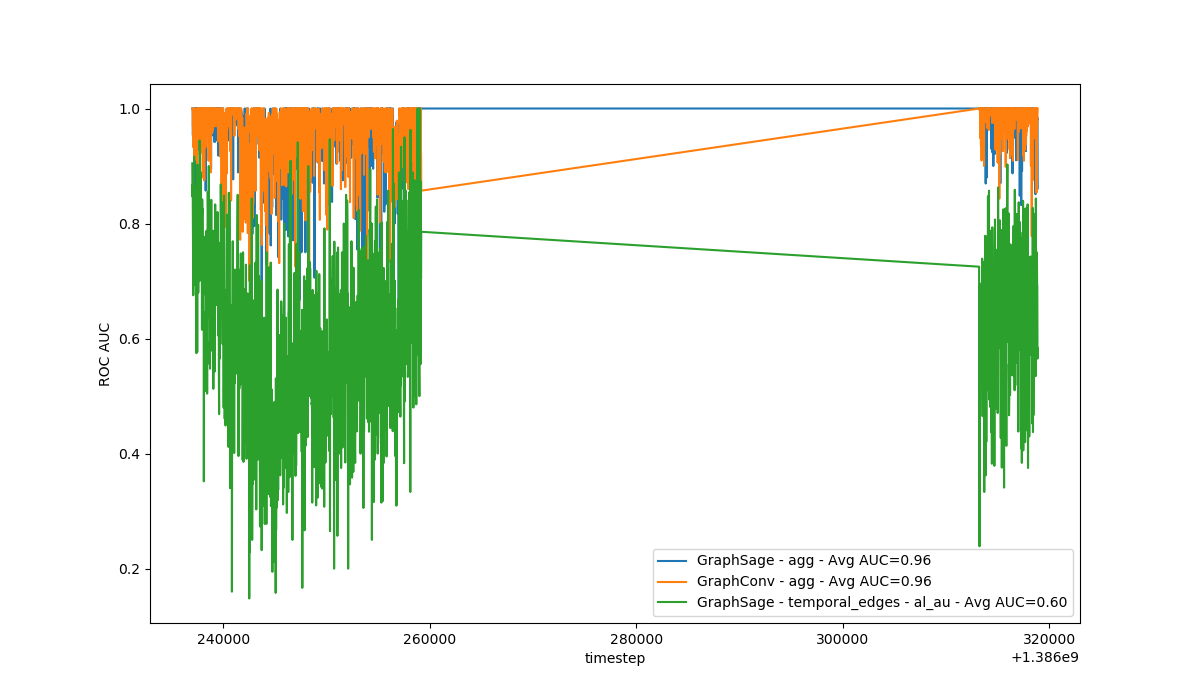 1.0
0.8
0.6
0.4
0.2
ROC AUC
240000 260000 280000 300000 320000
timestep
+1.386e9
GraphSage - agg - Avg AUC=0.96
GraphConv - agg - Avg AUC=0.96
GraphSage - temporal_edges - al_au - Avg AUC=0.60